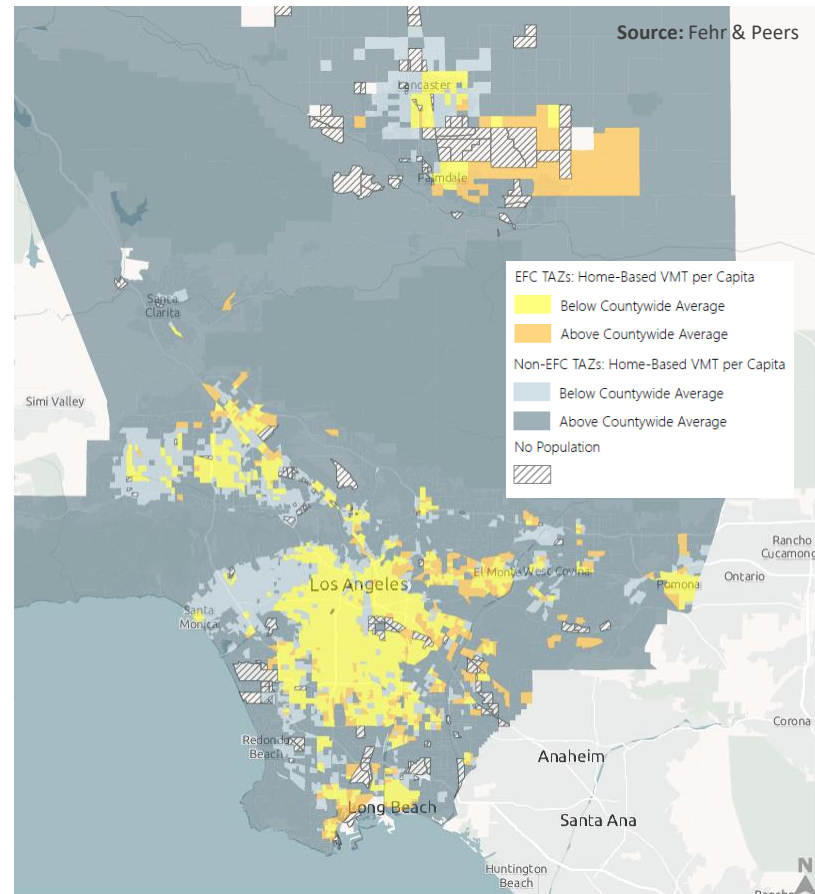 Source: Fehr & Peers
Lancaster
Palmdale
EFC TAZs: Home-Based VMT per Capita
Below Countywide Average
Above Countywide Average
Non-EFC TAZs: Home-Based VMT per Capita
Below Countywide Average
Above Countywide Average
No Population
Santa
Clarita
Simi Valley
Rancho
Cucamong
Ontario
El Monte
West Covina
Pomona
Los Angeles
Santa
Monica
Corona
Redondo
Beach
Anaheim
Long Beach
Santa Ana
Huntington
Beach
N